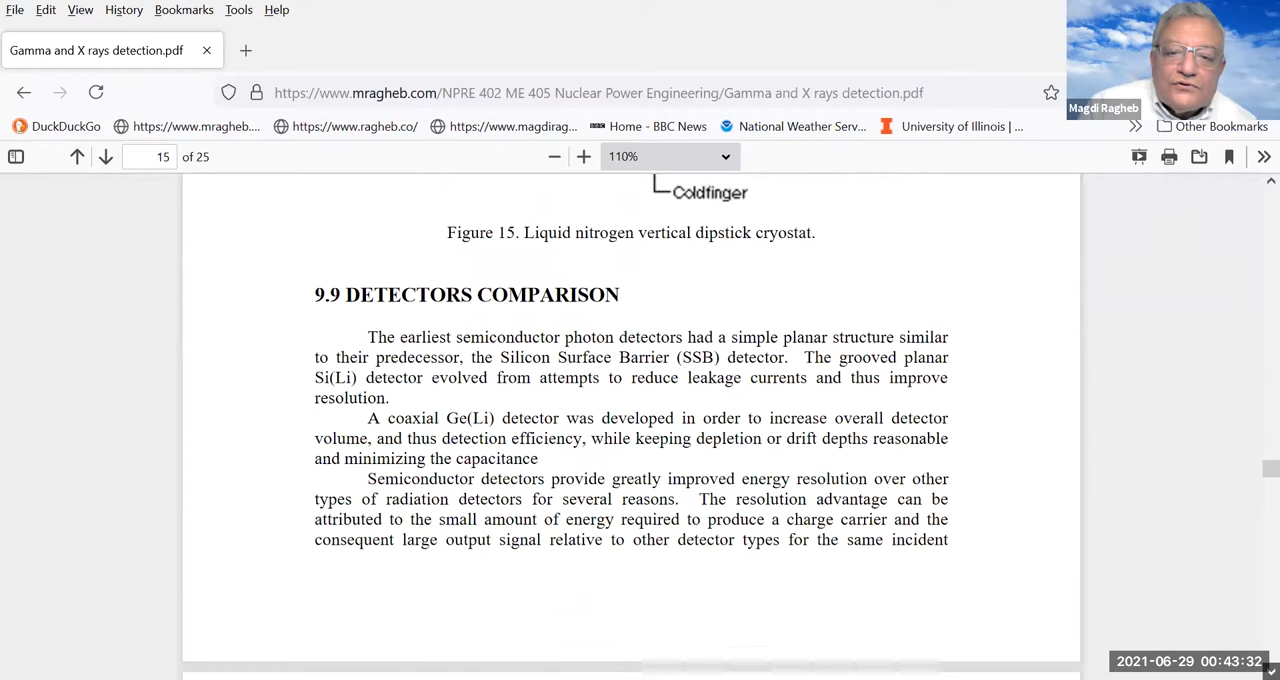 File Edit View History Bookmarks Tools Help
Gamma and X rays detection.pdf
https://www.mragheb.com/NPRE 402 ME 405 Nuclear Power Engineering/Gamma and X rays detection.pdf
Magdi Ragheb
DuckDuckGo https://www.mragheb.... https://www.ragheb.co/ https://www.magdirag... BBC Home - BBC News National Weather Serv... University of Illinois | ... Other Bookmarks
15 of 25 110%
Coldfinger
Figure 15. Liquid nitrogen vertical dipstick cryostat.
9.9 DETECTORS COMPARISON
The earliest semiconductor photon detectors had a simple planar structure similar
to their predecessor, the Silicon Surface Barrier (SSB) detector. The grooved planar
Si(Li) detector evolved from attempts to reduce leakage currents and thus improve
resolution.
A coaxial Ge(Li) detector was developed in order to increase overall detector
volume, and thus detection efficiency, while keeping depletion or drift depths reasonable
and minimizing the capacitance
Semiconductor detectors provide greatly improved energy resolution over other
types of radiation detectors for several reasons. The resolution advantage can be
attributed to the small amount of energy required to produce a charge carrier and the
consequent large output signal relative to other detector types for the same incident
2021-06-29 00:43:32